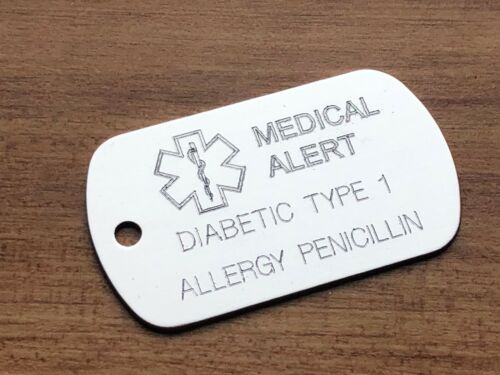 MEDICAL
ALERT
DIABETIC TYPE 1
ALLERGY PENICILLIN